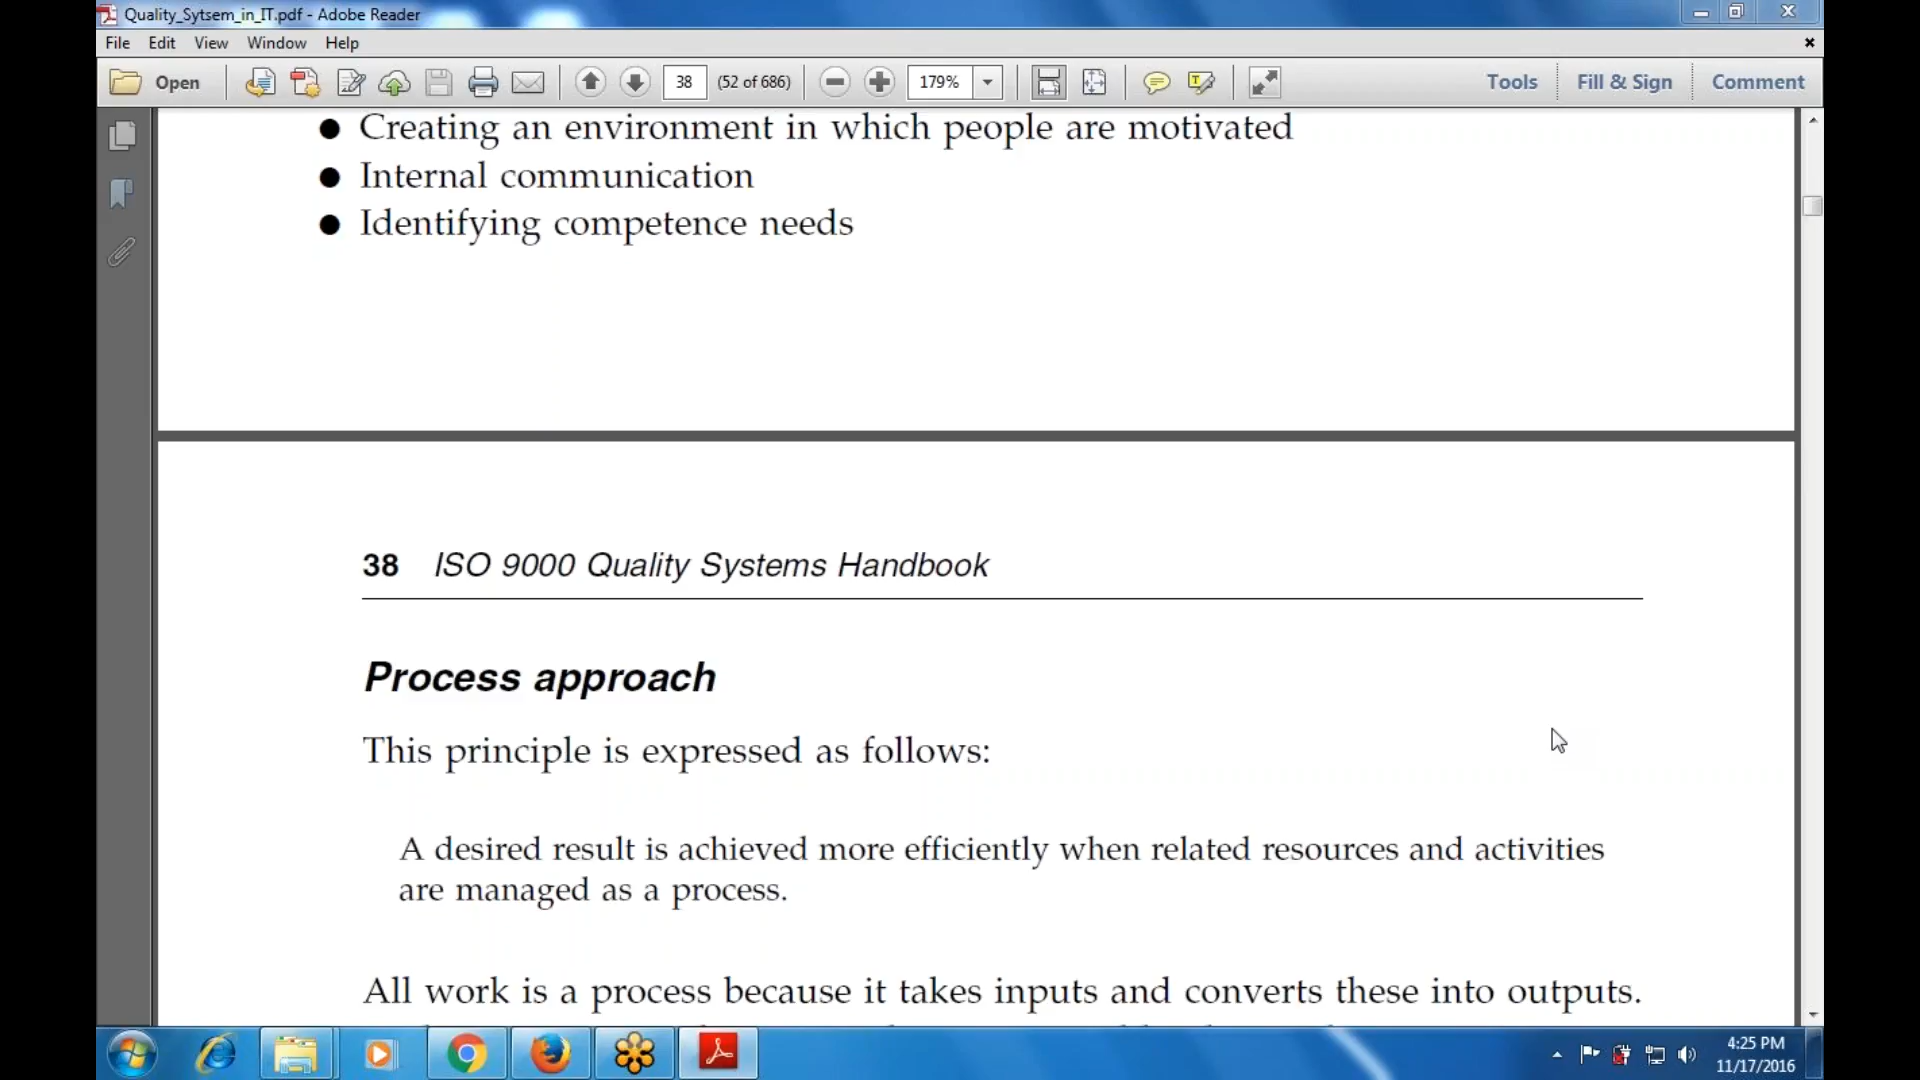 Quality_Sytsem_in_IT.pdf - Adobe Reader
File Edit View Window Help
Open 38 (52 of 686) 179% Tools Fill & Sign Comment
● Creating an environment in which people are motivated
● Internal communication
● Identifying competence needs
38 ISO 9000 Quality Systems Handbook
Process approach
This principle is expressed as follows:
A desired result is achieved more efficiently when related resources and activities
are managed as a process.
All work is a process because it takes inputs and converts these into outputs.
4:25 PM
11/17/2016